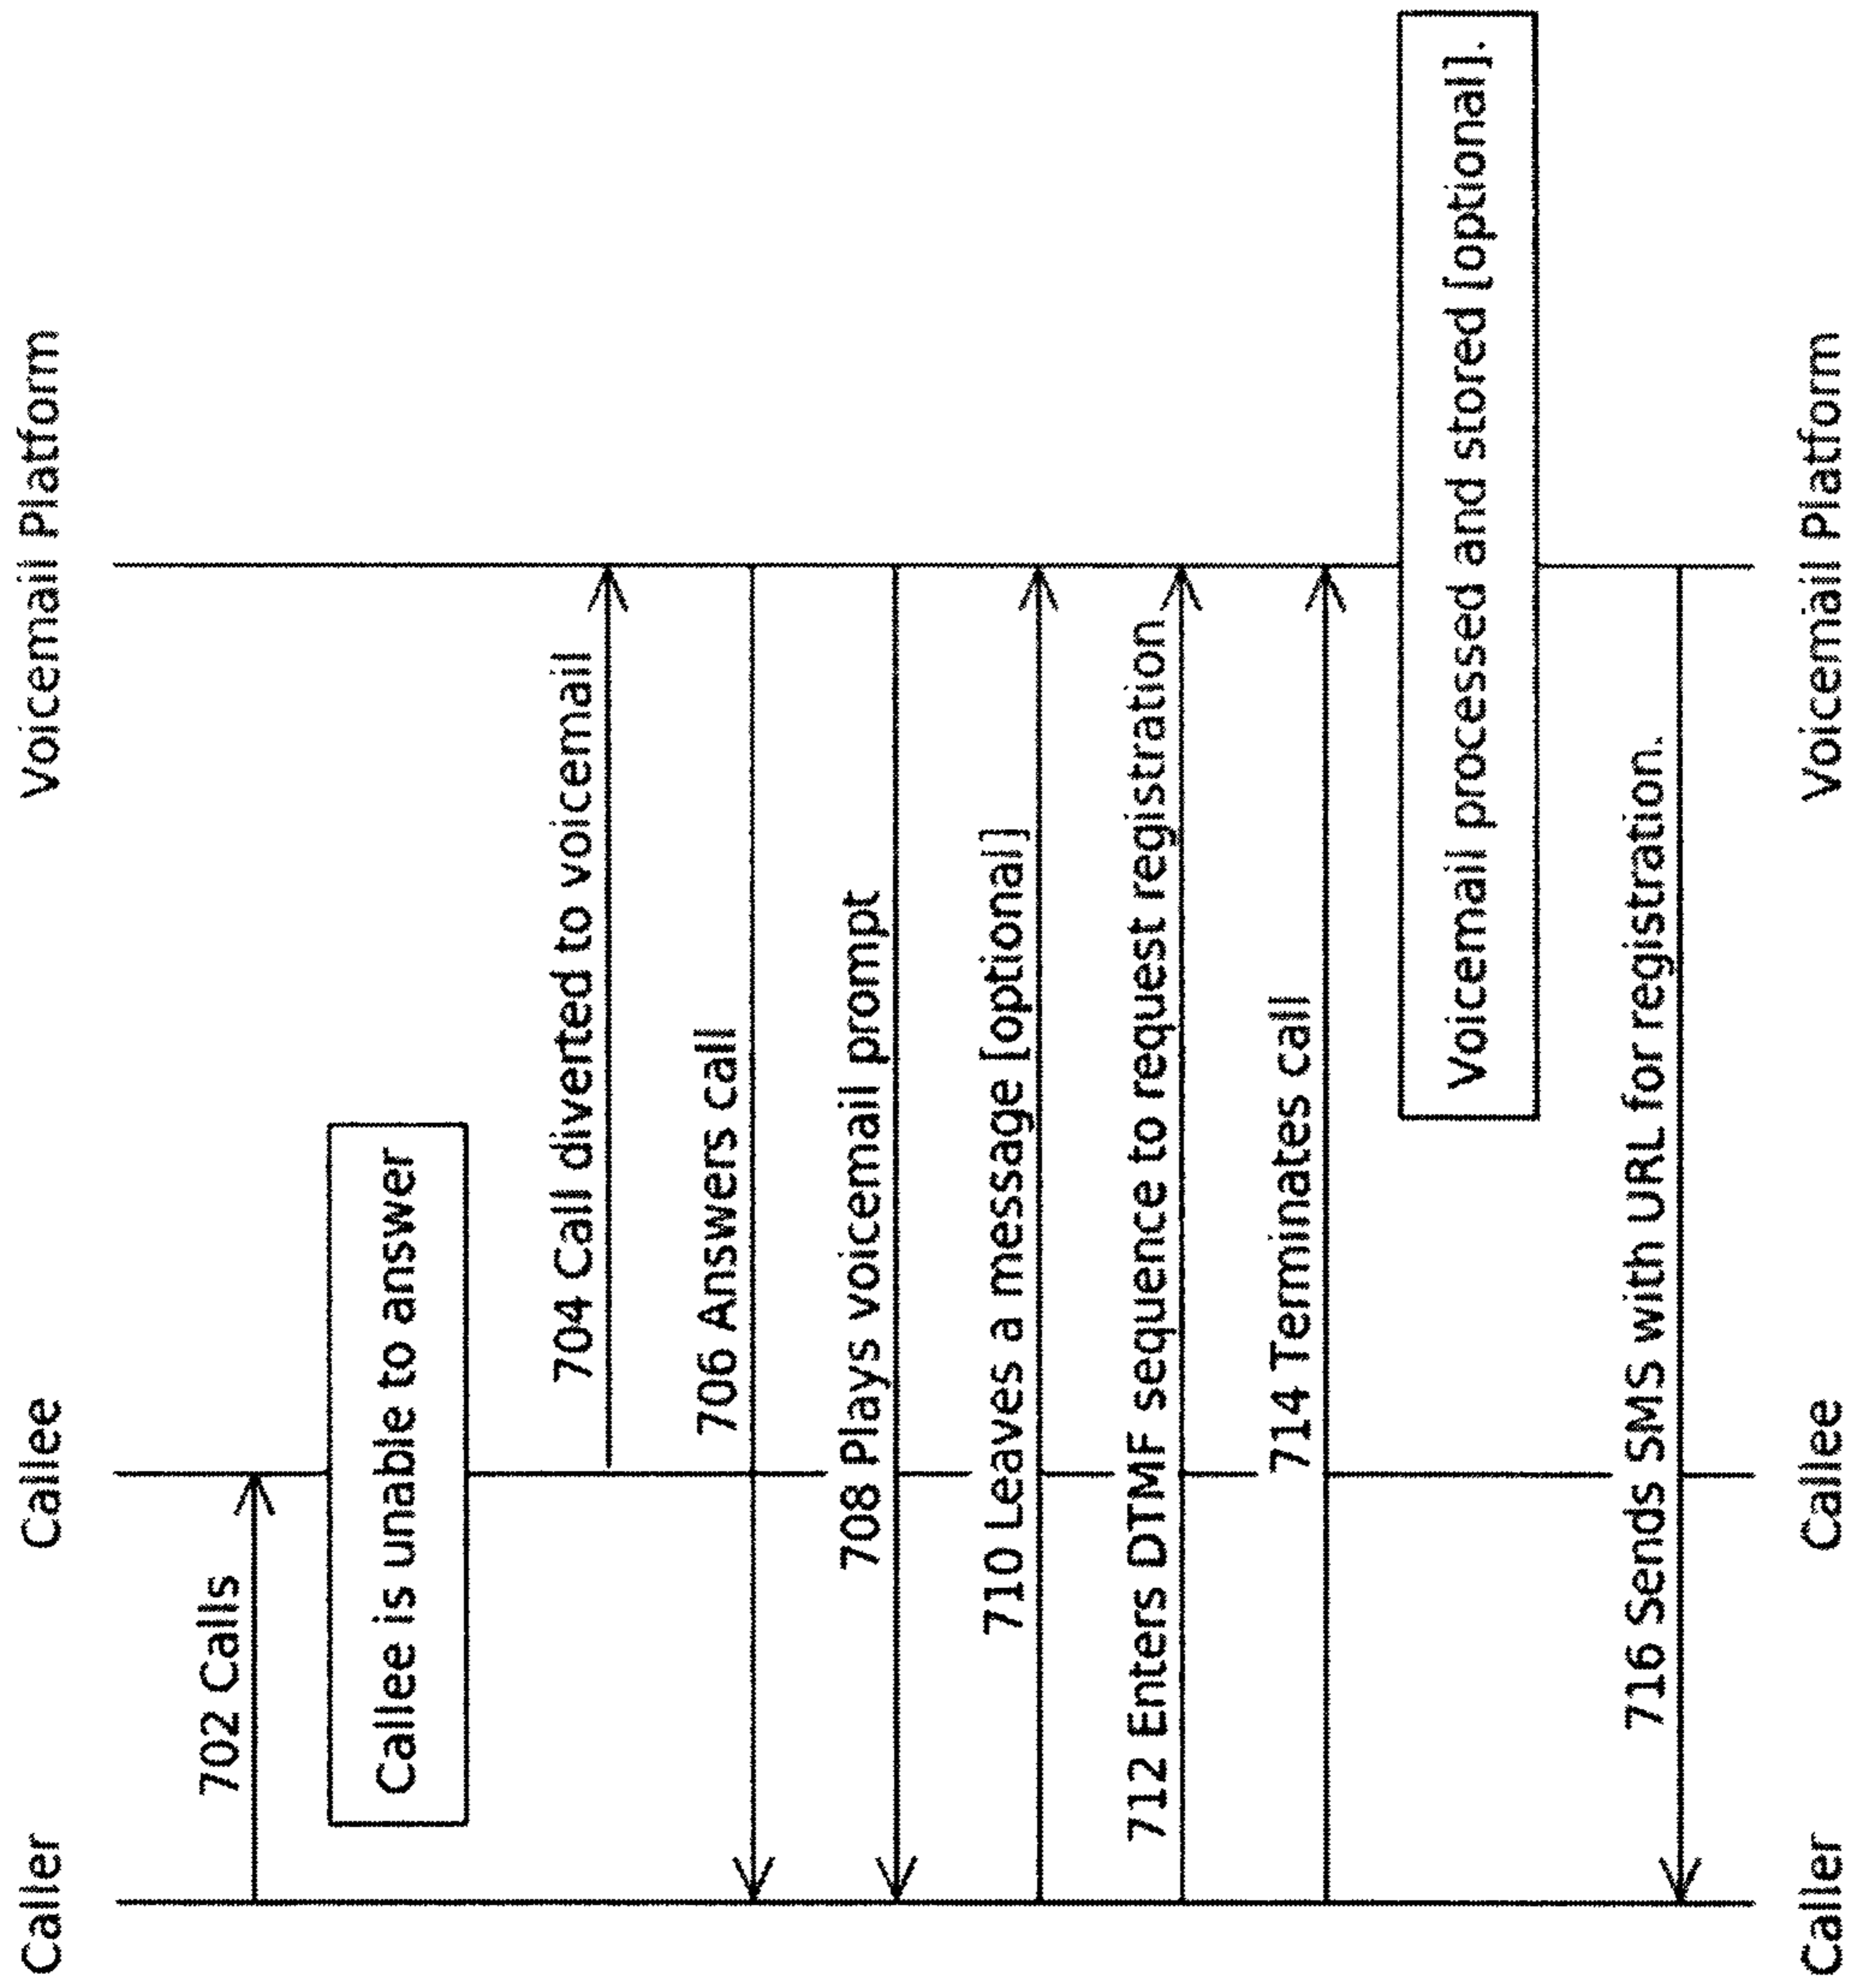 Caller
Callee
Voicemail Platform
702 Calls
Callee is unable to answer
704 Call diverted to voicemail
706 Answers call
708 Plays voicemail prompt
710 Leaves a message [optional]
712 Enters DTMF sequence to request registration
714 Terminates call
Voicemail processed and stored [optional].
716 Sends SMS with URL for registration.
Caller
Callee
Voicemail Platform